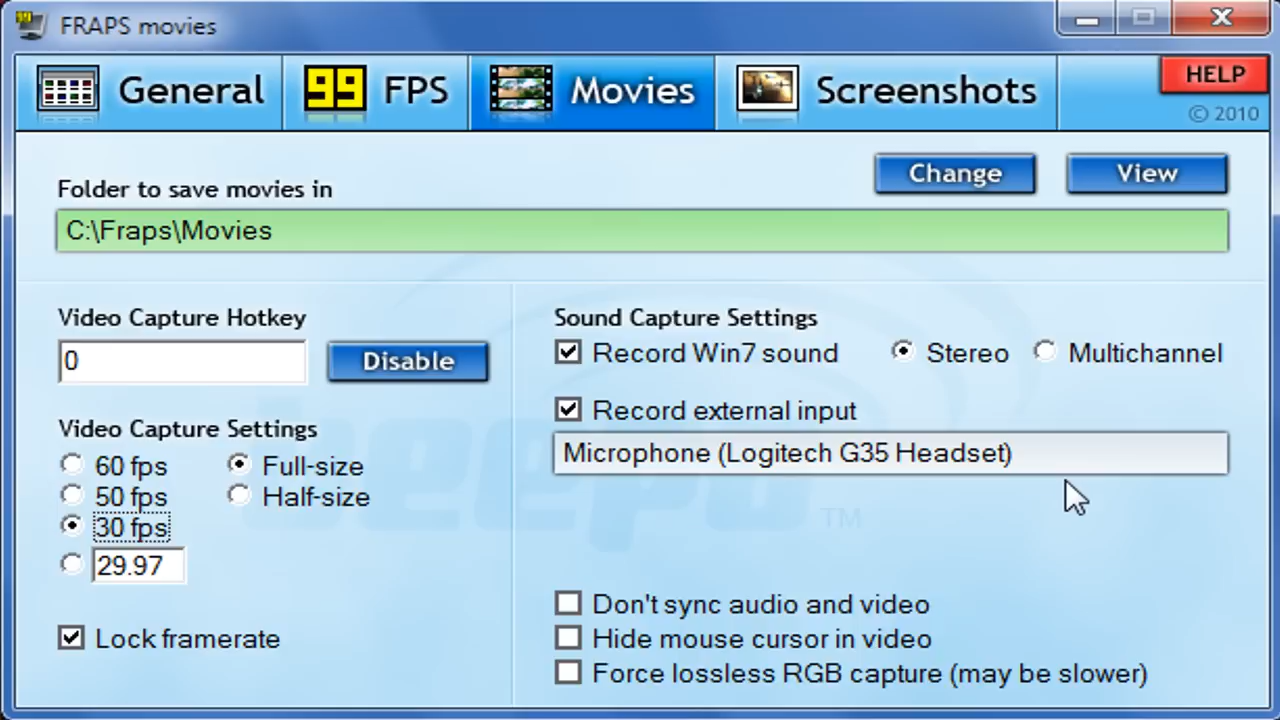 FRAPS movies
General
99 FPS
Movies
Screenshots
HELP
© 2010
Change
View
Folder to save movies in
C:\Fraps\Movies
Video Capture Hotkey
0
Disable
Video Capture Settings
60 fps
Full-size
50 fps
Half-size
30 fps
29.97
Lock framerate
Sound Capture Settings
Record Win7 sound
Stereo
Multichannel
Record external input
Microphone (Logitech G35 Headset)
beepa TM
Don't sync audio and video
Hide mouse cursor in video
Force lossless RGB capture (may be slower)